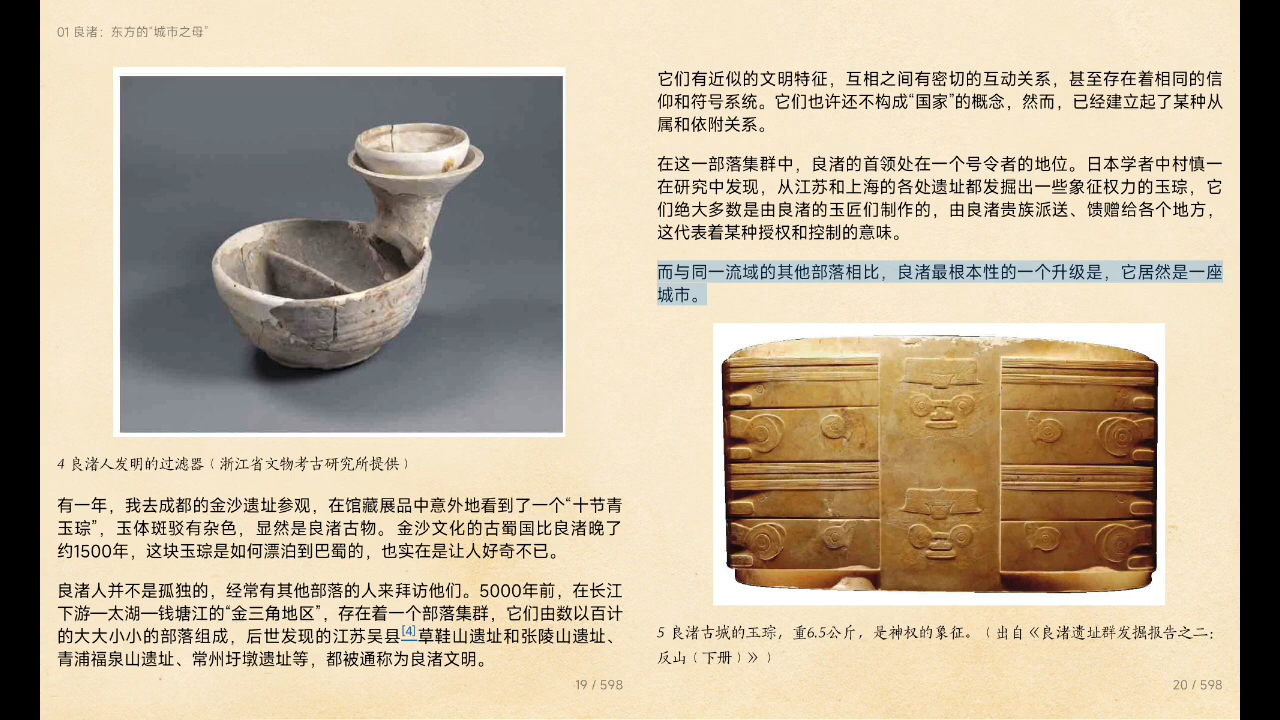 01 良渚：东方的“城市之母”
4 良渚人发明的过滤器（浙江省文物考古研究所提供）
有一年，我去成都的金沙遗址参观，在馆藏展品中意外地看到了一个“十节青
玉琮”，玉体斑驳有杂色，显然是良渚古物。金沙文化的古蜀国比良渚晚了
约1500年，这块玉琮是如何漂泊到巴蜀的，也实在是让人好奇不已。
良渚人并不是孤独的，经常有其他部落的人来拜访他们。5000年前，在长江
下游—太湖—钱塘江的“金三角地区”，存在着一个部落集群，它们由数以百计
的大大小小的部落组成，后世发现的江苏吴县[4]草鞋山遗址和张陵山遗址、
青浦福泉山遗址、常州圩墩遗址等，都被通称为良渚文明。
19 / 598
它们有近似的文明特征，互相之间有密切的互动关系，甚至存在着相同的信
仰和符号系统。它们也许还不构成“国家”的概念，然而，已经建立起了某种从
属和依附关系。
在这一部落集群中，良渚的首领处在一个号令者的地位。日本学者中村慎一
在研究中发现，从江苏和上海的各处遗址都发掘出一些象征权力的玉琮，它
们绝大多数是由良渚的玉匠们制作的，由良渚贵族派送、馈赠给各个地方，
这代表着某种授权和控制的意味。
而与同一流域的其他部落相比，良渚最根本性的一个升级是，它居然是一座
城市。
5 良渚古城的玉琮，重6.5公斤，是神权的象征。（出自《良渚遗址群发掘报告之二：
反山（下册）》）
20 / 598